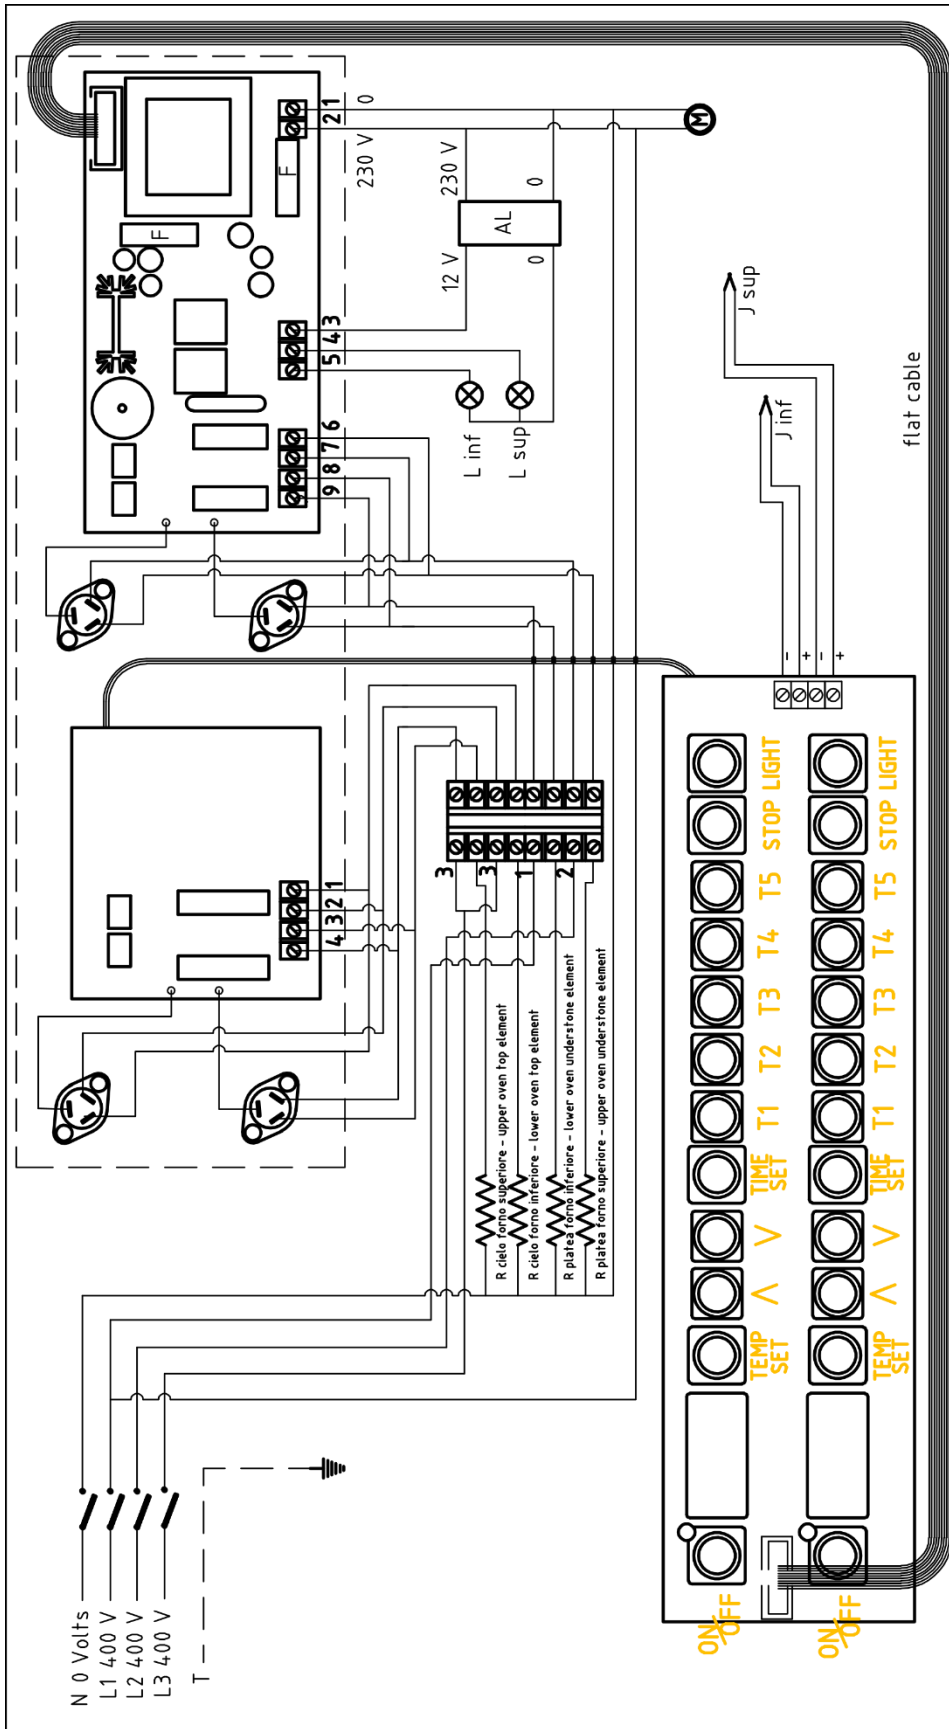 1
2
0
230 V
F
F
230 V
0
AL
12 V
0
M
3
4
5
6
7
8
9
L inf
L sup
J sup
J inf
flat cable
-
+
-
+
1
2
3
4
3
3
1
2
R cielo forno superiore - upper oven top element
R cielo forno inferiore - lower oven top element
R platea forno inferiore - lower oven understone element
R platea forno superiore - upper oven understone element
N 0 Volts
L1 400 V
L2 400 V
L3 400 V
T
ON/OFF
TEMP SET
Λ
V
TIME SET
T1
T2
T3
T4
T5
STOP
LIGHT
ON/OFF
TEMP SET
Λ
V
TIME SET
T1
T2
T3
T4
T5
STOP
LIGHT